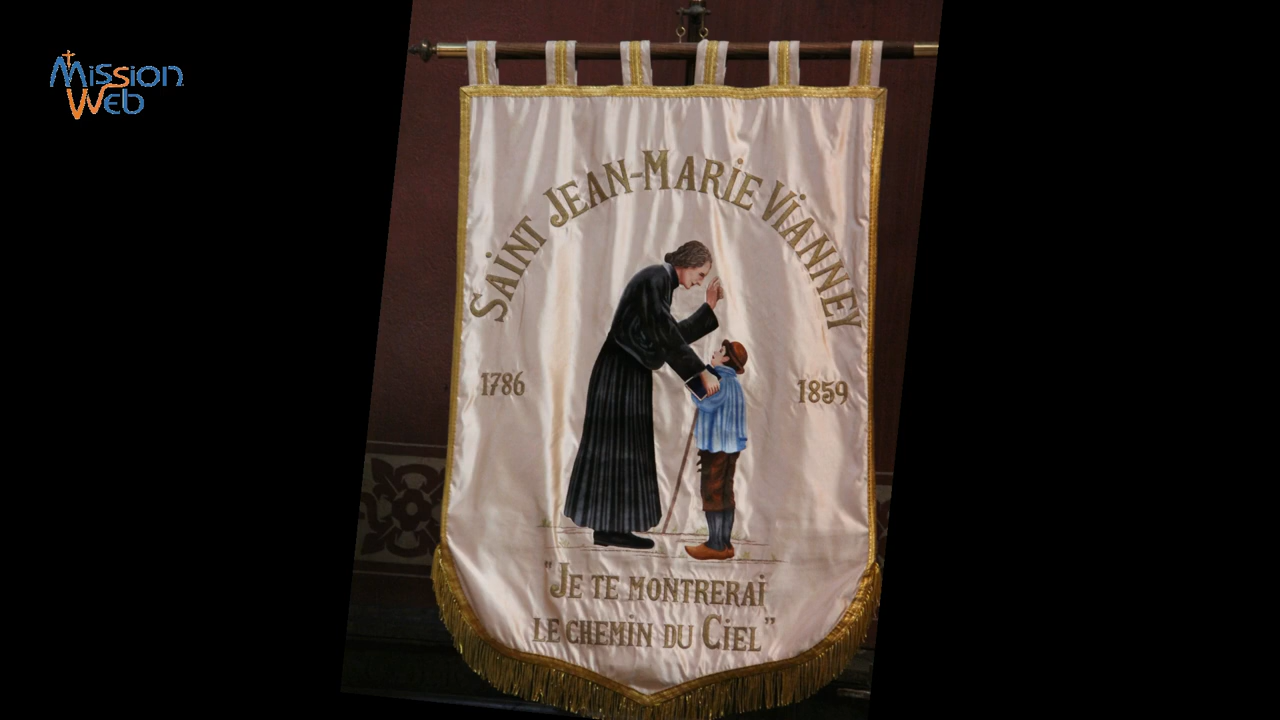 Mission
Web
Saint Jean-Marie Vianney
1786
1859
"Je te montrerai
le chemin du Ciel"